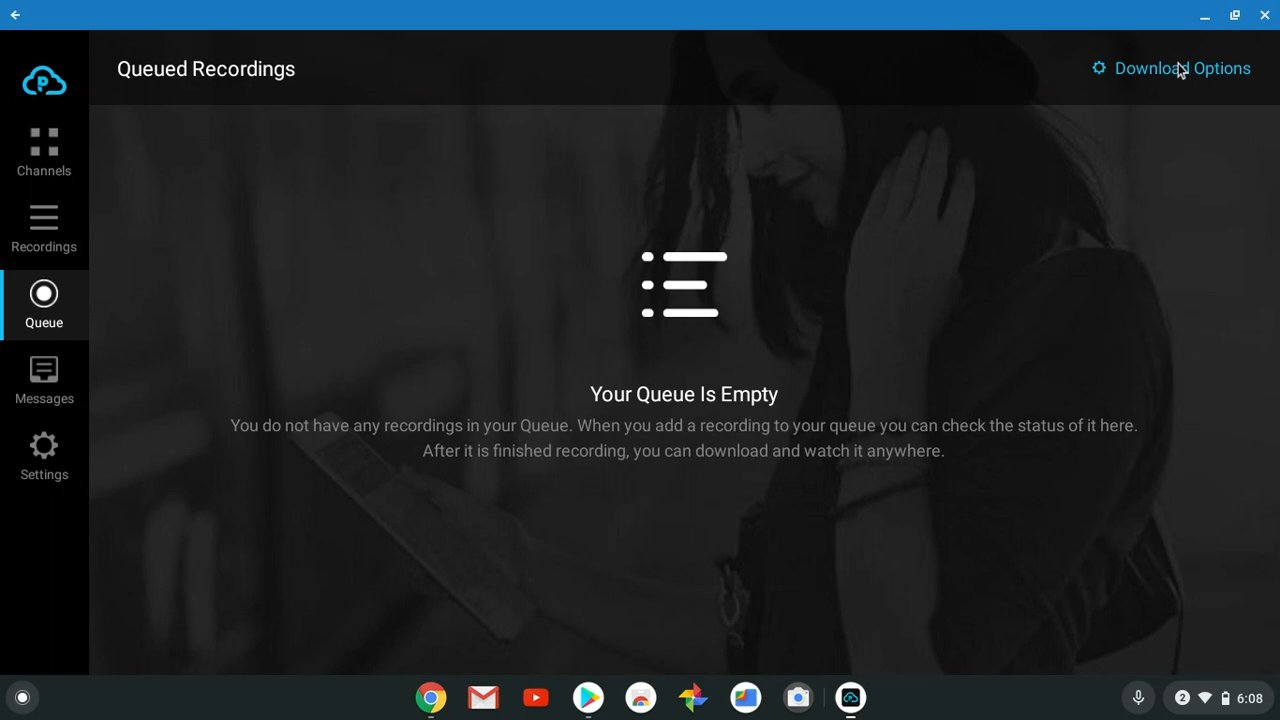 Queued Recordings
Download Options
P
Channels
Recordings
Queue
Messages
Settings
Your Queue Is Empty
You do not have any recordings in your Queue. When you add a recording to your queue you can check the status of it here.
After it is finished recording, you can download and watch it anywhere.
2
6:08